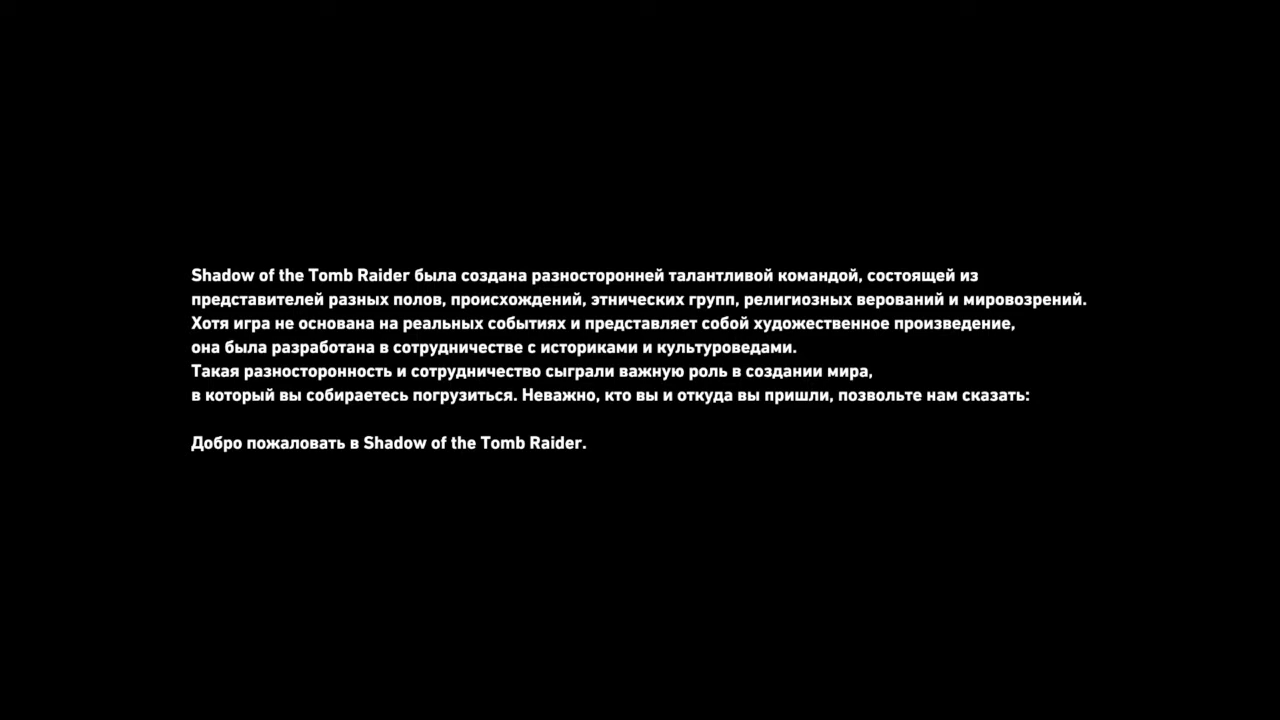 Shadow of the Tomb Raider была создана разносторонней талантливой командой, состоящей из
представителей разных полов, происхождений, этнических групп, религиозных верований и мировозрений.
Хотя игра не основана на реальных событиях и представляет собой художественное произведение,
она была разработана в сотрудничестве с историками и культуроведами.
Такая разносторонность и сотрудничество сыграли важную роль в создании мира,
в который вы собираетесь погрузиться. Неважно, кто вы и откуда вы пришли, позвольте нам сказать:
Добро пожаловать в Shadow of the Tomb Raider.